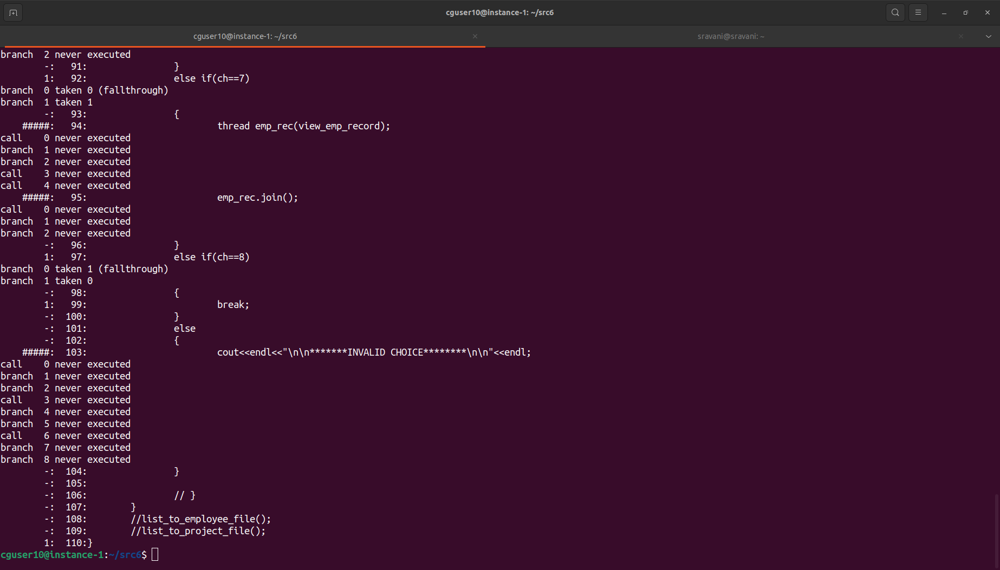 cguser10@instance-1: ~/src6
cguser10@instance-1: ~/src6
sravani@sravani: ~
branch  2 never executed
        -:   91:                }
        1:   92:                else if(ch==7)
branch  0 taken 0 (fallthrough)
branch  1 taken 1
        -:   93:                {
    #####:   94:                        thread emp_rec(view_emp_record);
call    0 never executed
branch  1 never executed
branch  2 never executed
call    3 never executed
call    4 never executed
    #####:   95:                        emp_rec.join();
call    0 never executed
branch  1 never executed
branch  2 never executed
        -:   96:                }
        1:   97:                else if(ch==8)
branch  0 taken 1 (fallthrough)
branch  1 taken 0
        -:   98:                {
        1:   99:                        break;
        -:  100:                }
        -:  101:                else
        -:  102:                {
    #####:  103:                        cout<<endl<<"\n\n*******INVALID CHOICE********\n\n"<<endl;
call    0 never executed
branch  1 never executed
branch  2 never executed
call    3 never executed
branch  4 never executed
branch  5 never executed
call    6 never executed
branch  7 never executed
branch  8 never executed
        -:  104:                }
        -:  105:
        -:  106:                // }
        -:  107:        }
        -:  108:        //list_to_employee_file();
        -:  109:        //list_to_project_file();
        1:  110:}
cguser10@instance-1:~/src6$